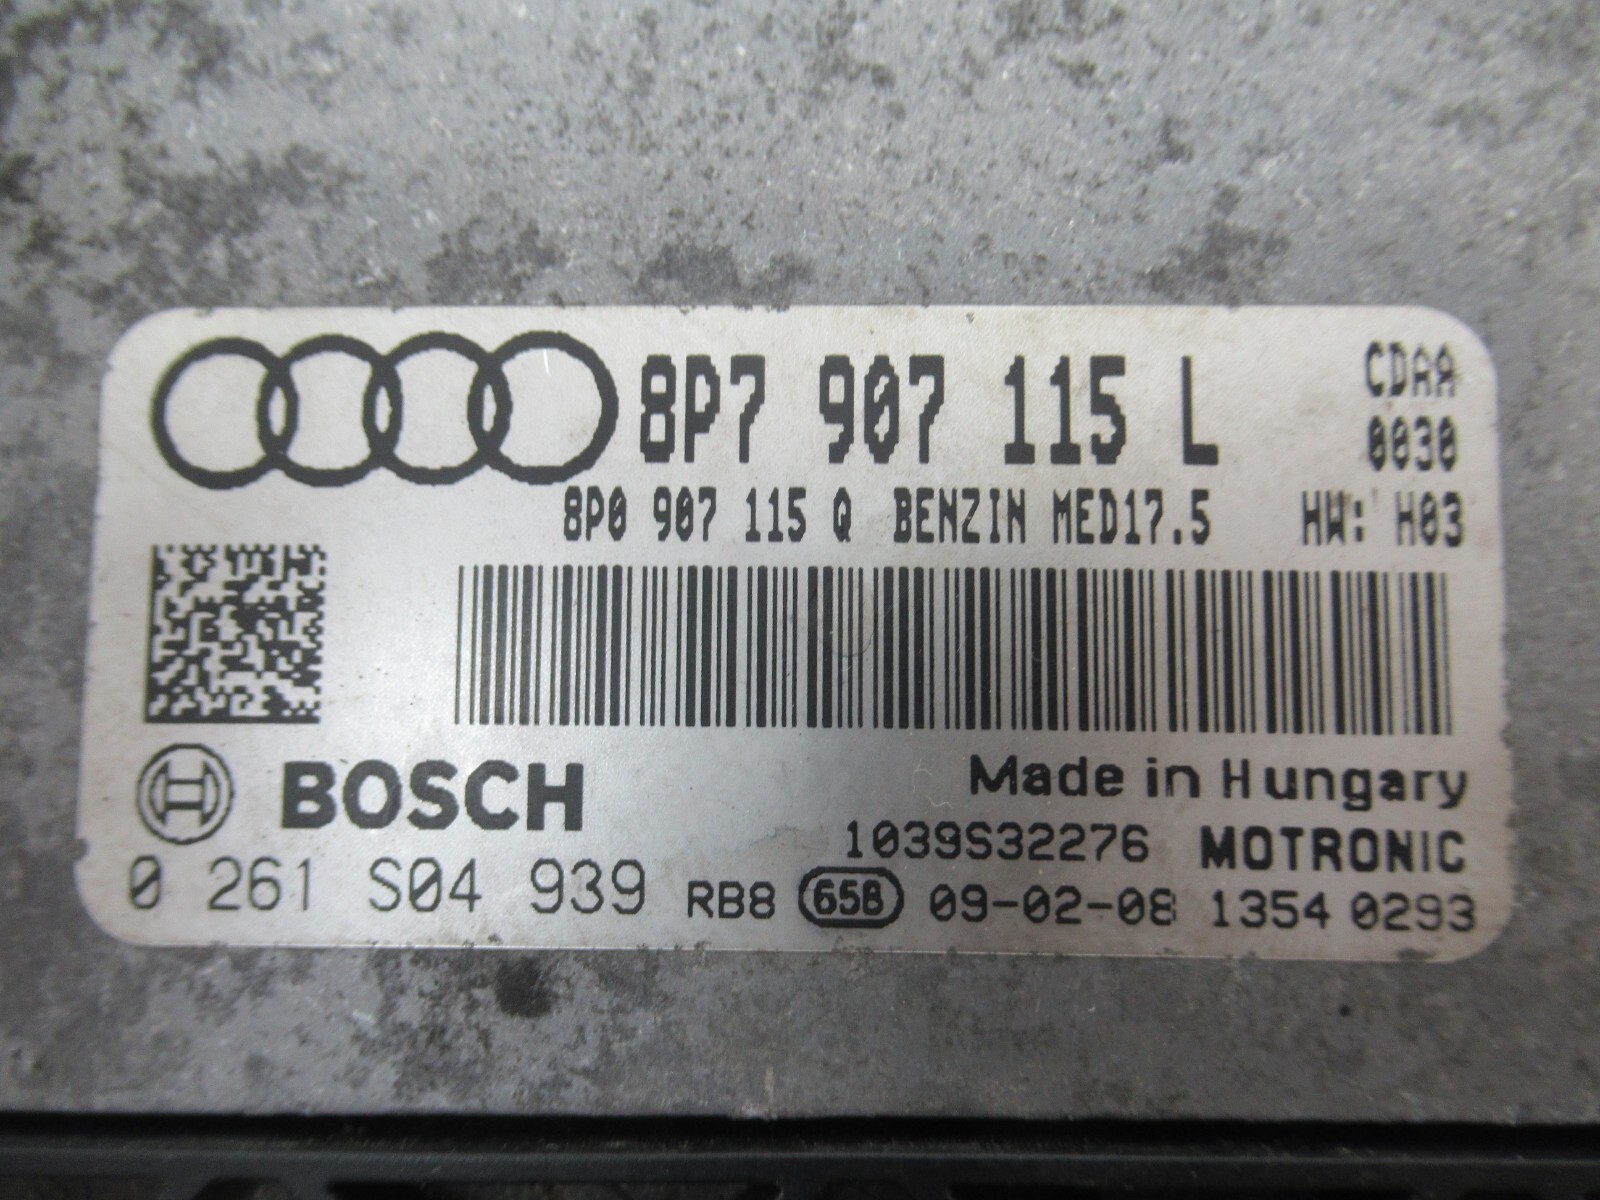 8P7 907 115 L
CDAA
0030
8P0 907 115 Q BENZIN MED17.5 HW: H03
BOSCH
Made in Hungary
1039S32276 MOTRONIC
0 261 S04 939 RB8 65B 09-02-08 1354 0293